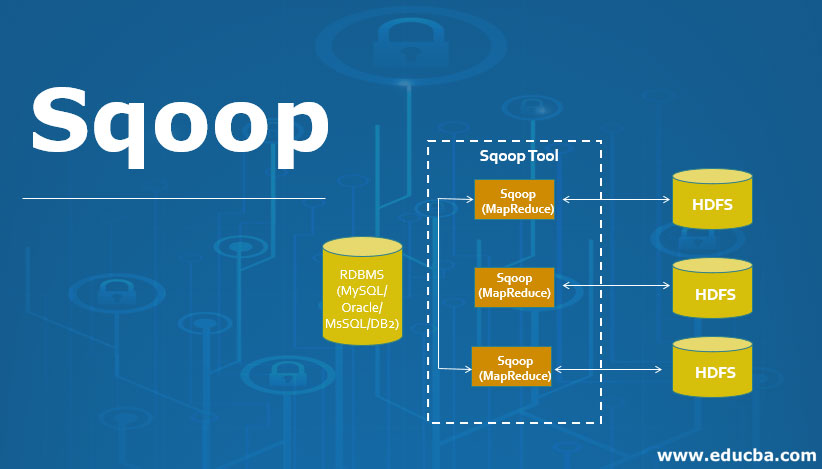 Sqoop
Sqoop Tool
Sqoop
(MapReduce)
HDFS
RDBMS
(MySQL/
Oracle/
MsSQL/DB2)
Sqoop
(MapReduce)
HDFS
Sqoop
(MapReduce)
HDFS
www.educba.com